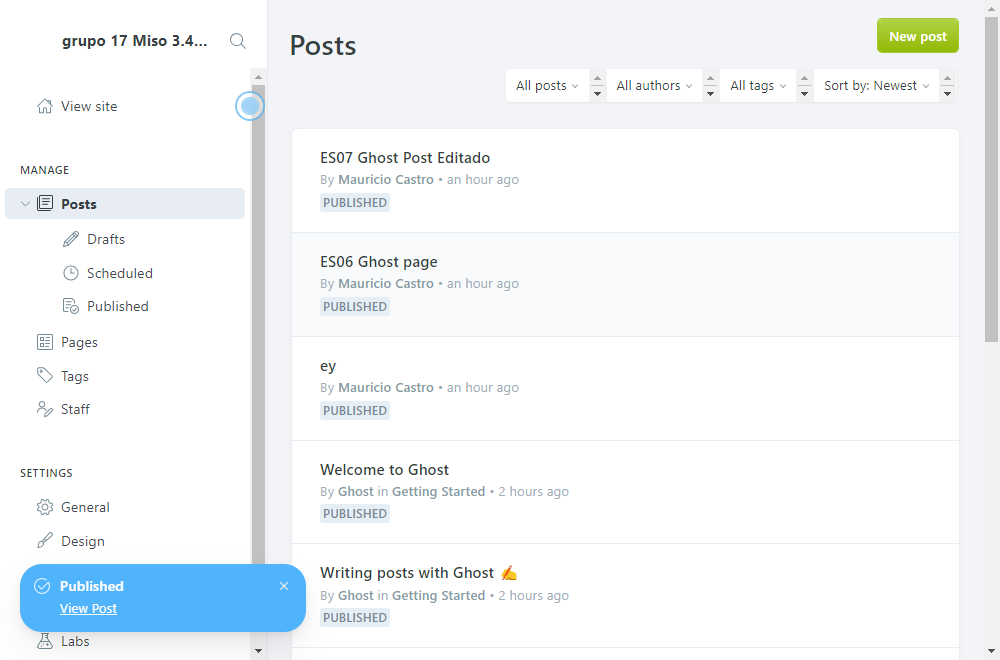 grupo 17 Miso 3.4...
View site
MANAGE
Posts
Drafts
Scheduled
Published
Pages
Tags
Staff
SETTINGS
General
Design
Published
View Post
Labs
Posts
New post
All posts
All authors
All tags
Sort by: Newest
ES07 Ghost Post Editado
By Mauricio Castro • an hour ago
PUBLISHED
ES06 Ghost page
By Mauricio Castro • an hour ago
PUBLISHED
ey
By Mauricio Castro • an hour ago
PUBLISHED
Welcome to Ghost
By Ghost in Getting Started • 2 hours ago
PUBLISHED
Writing posts with Ghost ✍️
By Ghost in Getting Started • 2 hours ago
PUBLISHED